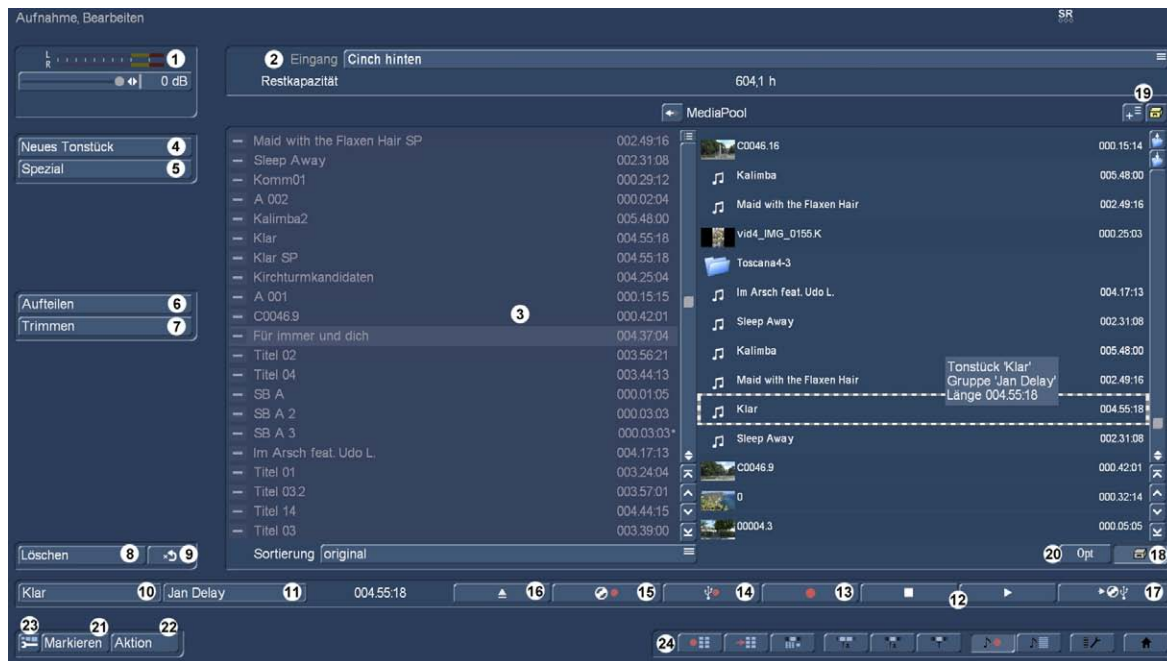 Aufnahme, Bearbeiten
SR
L
R
1
0 dB
2 Eingang Cinch hinten
Restkapazität 604,1 h
19
MediaPool
Neues Tonstück 4
Spezial 5
Aufteilen 6
Trimmen 7
Löschen 8 9
3
Maid with the Flaxen Hair SP 002.49:16
Sleep Away 002.31:08
Komm01 000.29:12
A 002 000.02:04
Kalimba2 005.48:00
Klar 004.55:18
Klar SP 004.55:18
Kirchturmkandidaten 004.25:04
A 001 000.15:15
C0046.9 000.42:01
Für immer und dich 004.37:04
Titel 02 003.56:21
Titel 04 003.44:13
SB A 000.01:05
SB A 2 000.03:03
SB A 3 000.03:03*
Im Arsch feat. Udo L. 004.17:13
Titel 01 003.24:04
Titel 03.2 003.57:01
Titel 14 004.44:15
Titel 03 003.39:00
Sortierung original
C0046.16 000.15:14
Kalimba 005.48:00
Maid with the Flaxen Hair 002.49:16
vid4_IMG_0155.K 000.25:03
Toscana4-3
Im Arsch feat. Udo L. 004.17:13
Sleep Away 002.31:08
Kalimba 005.48:00
Maid with the Flaxen Hair 002.49:16
Tonstück 'Klar'
Gruppe 'Jan Delay'
Länge 004.55:18
Klar 004.55:18
Sleep Away 002.31:08
C0046.9 000.42:01
0 000.32:14
00004.3 000.05:05
20 Opt 18
Klar 10 Jan Delay 11 004.55:18 16 15 14 13 12 17
23 21 22
Markieren Aktion
24